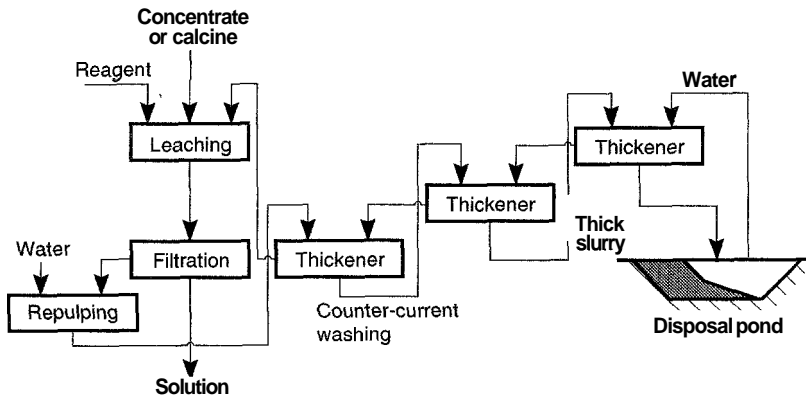 Concentrate
or calcine
Reagent
Water
Leaching
Thickener
Thickener
Thick
slurry
Water
Filtration
Thickener
Repulping
Counter-current
washing
Disposal pond
Solution